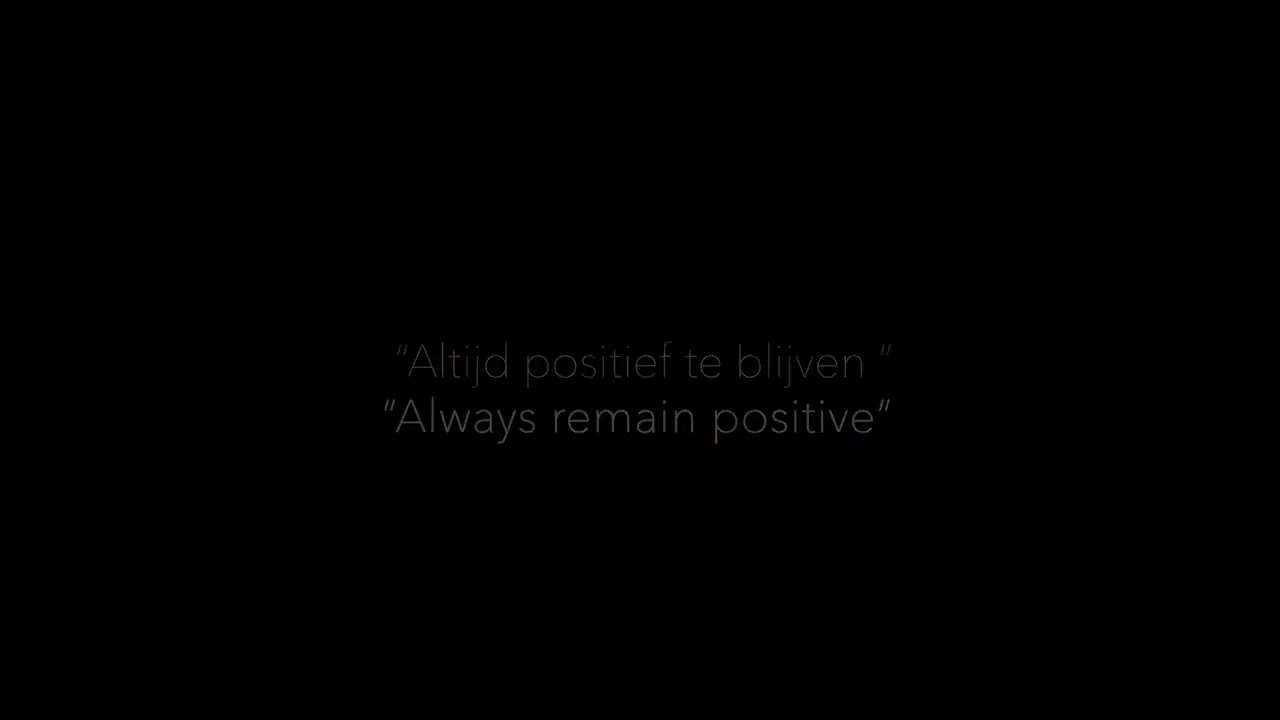 “Altijd positief te blijven ”
“Always remain positive”